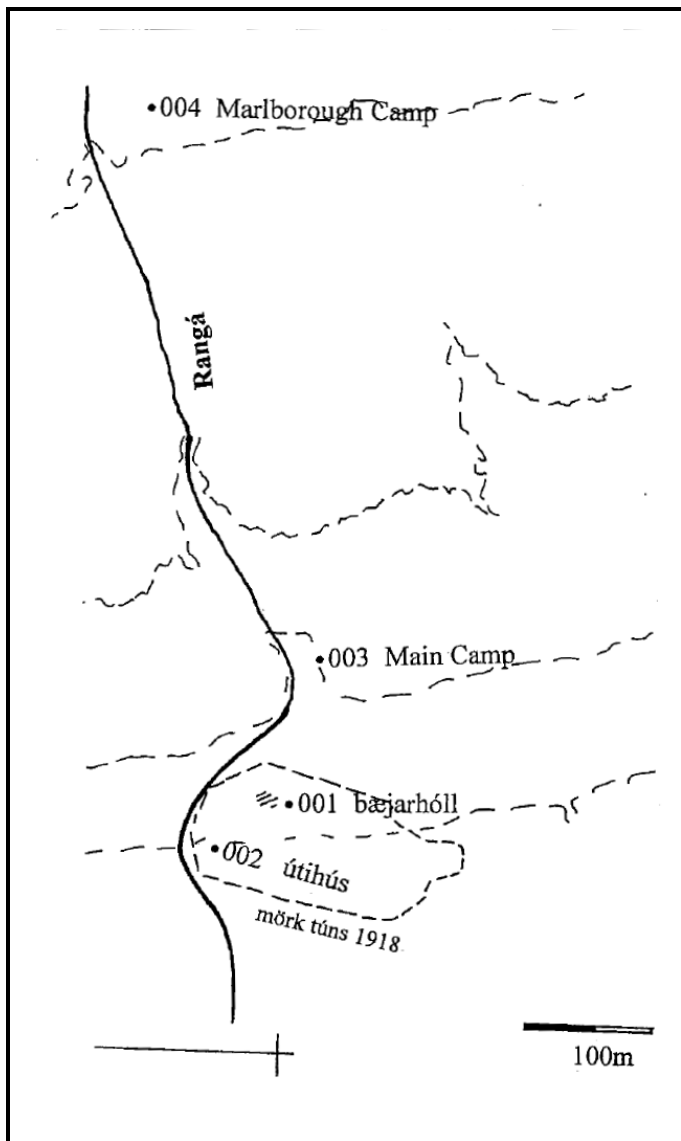 •004 Marlborough Camp
Rangá
•003 Main Camp
•001 bæjarhóll
•002 útihús
mörk túns 1918
100m